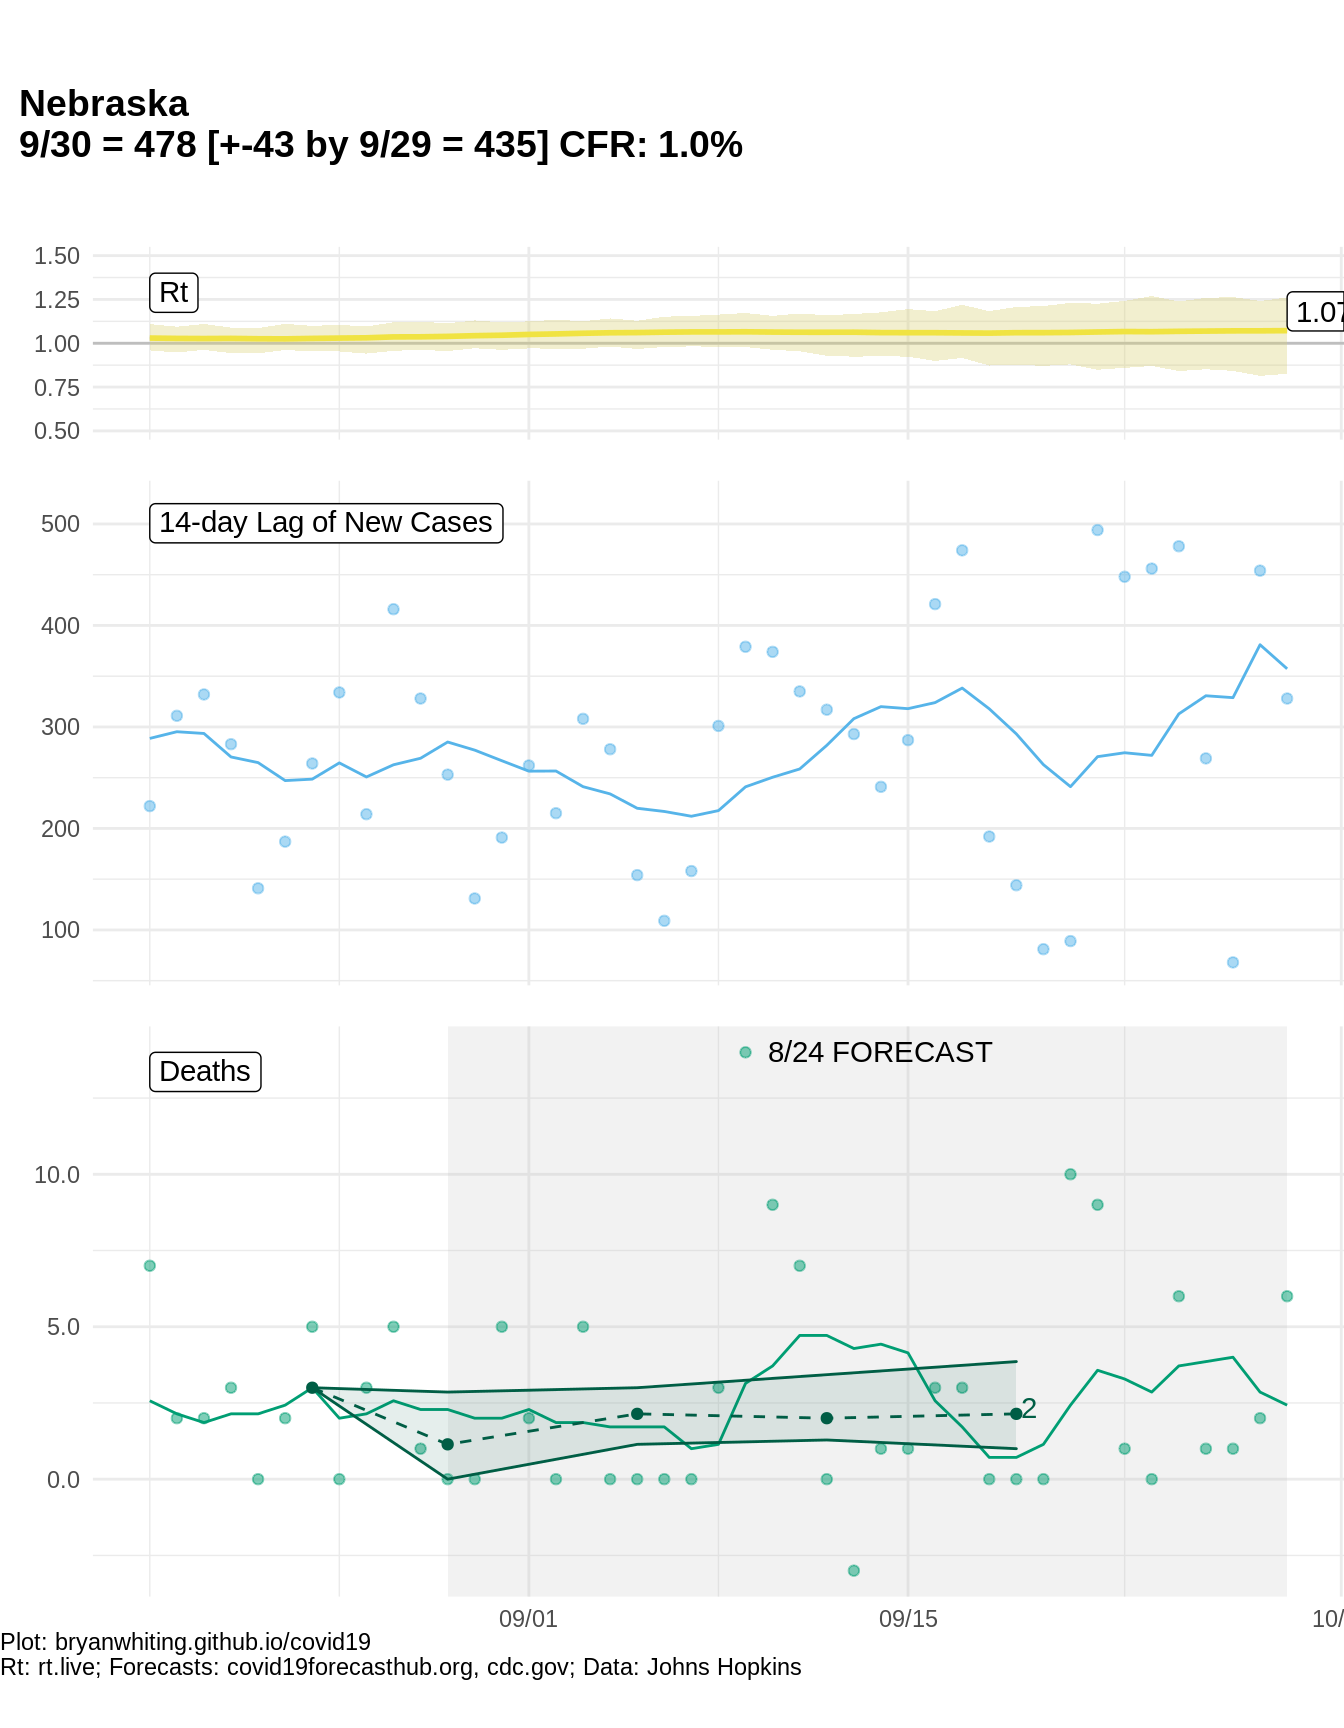 Nebraska
9/30 = 478 [+-43 by 9/29 = 435] CFR: 1.0%
1.50
Rt
1.25
1.07
1.00
0.75
0.50
14-day Lag of New Cases
500
400
300
200
100
8/24 FORECAST
Deaths
10.0
5.0
2
0.0
09/01
09/15
10/
Plot: bryanwhiting.github.io/covid19
Rt: rt.live; Forecasts: covid19forecasthub.org, cdc.gov; Data: Johns Hopkins